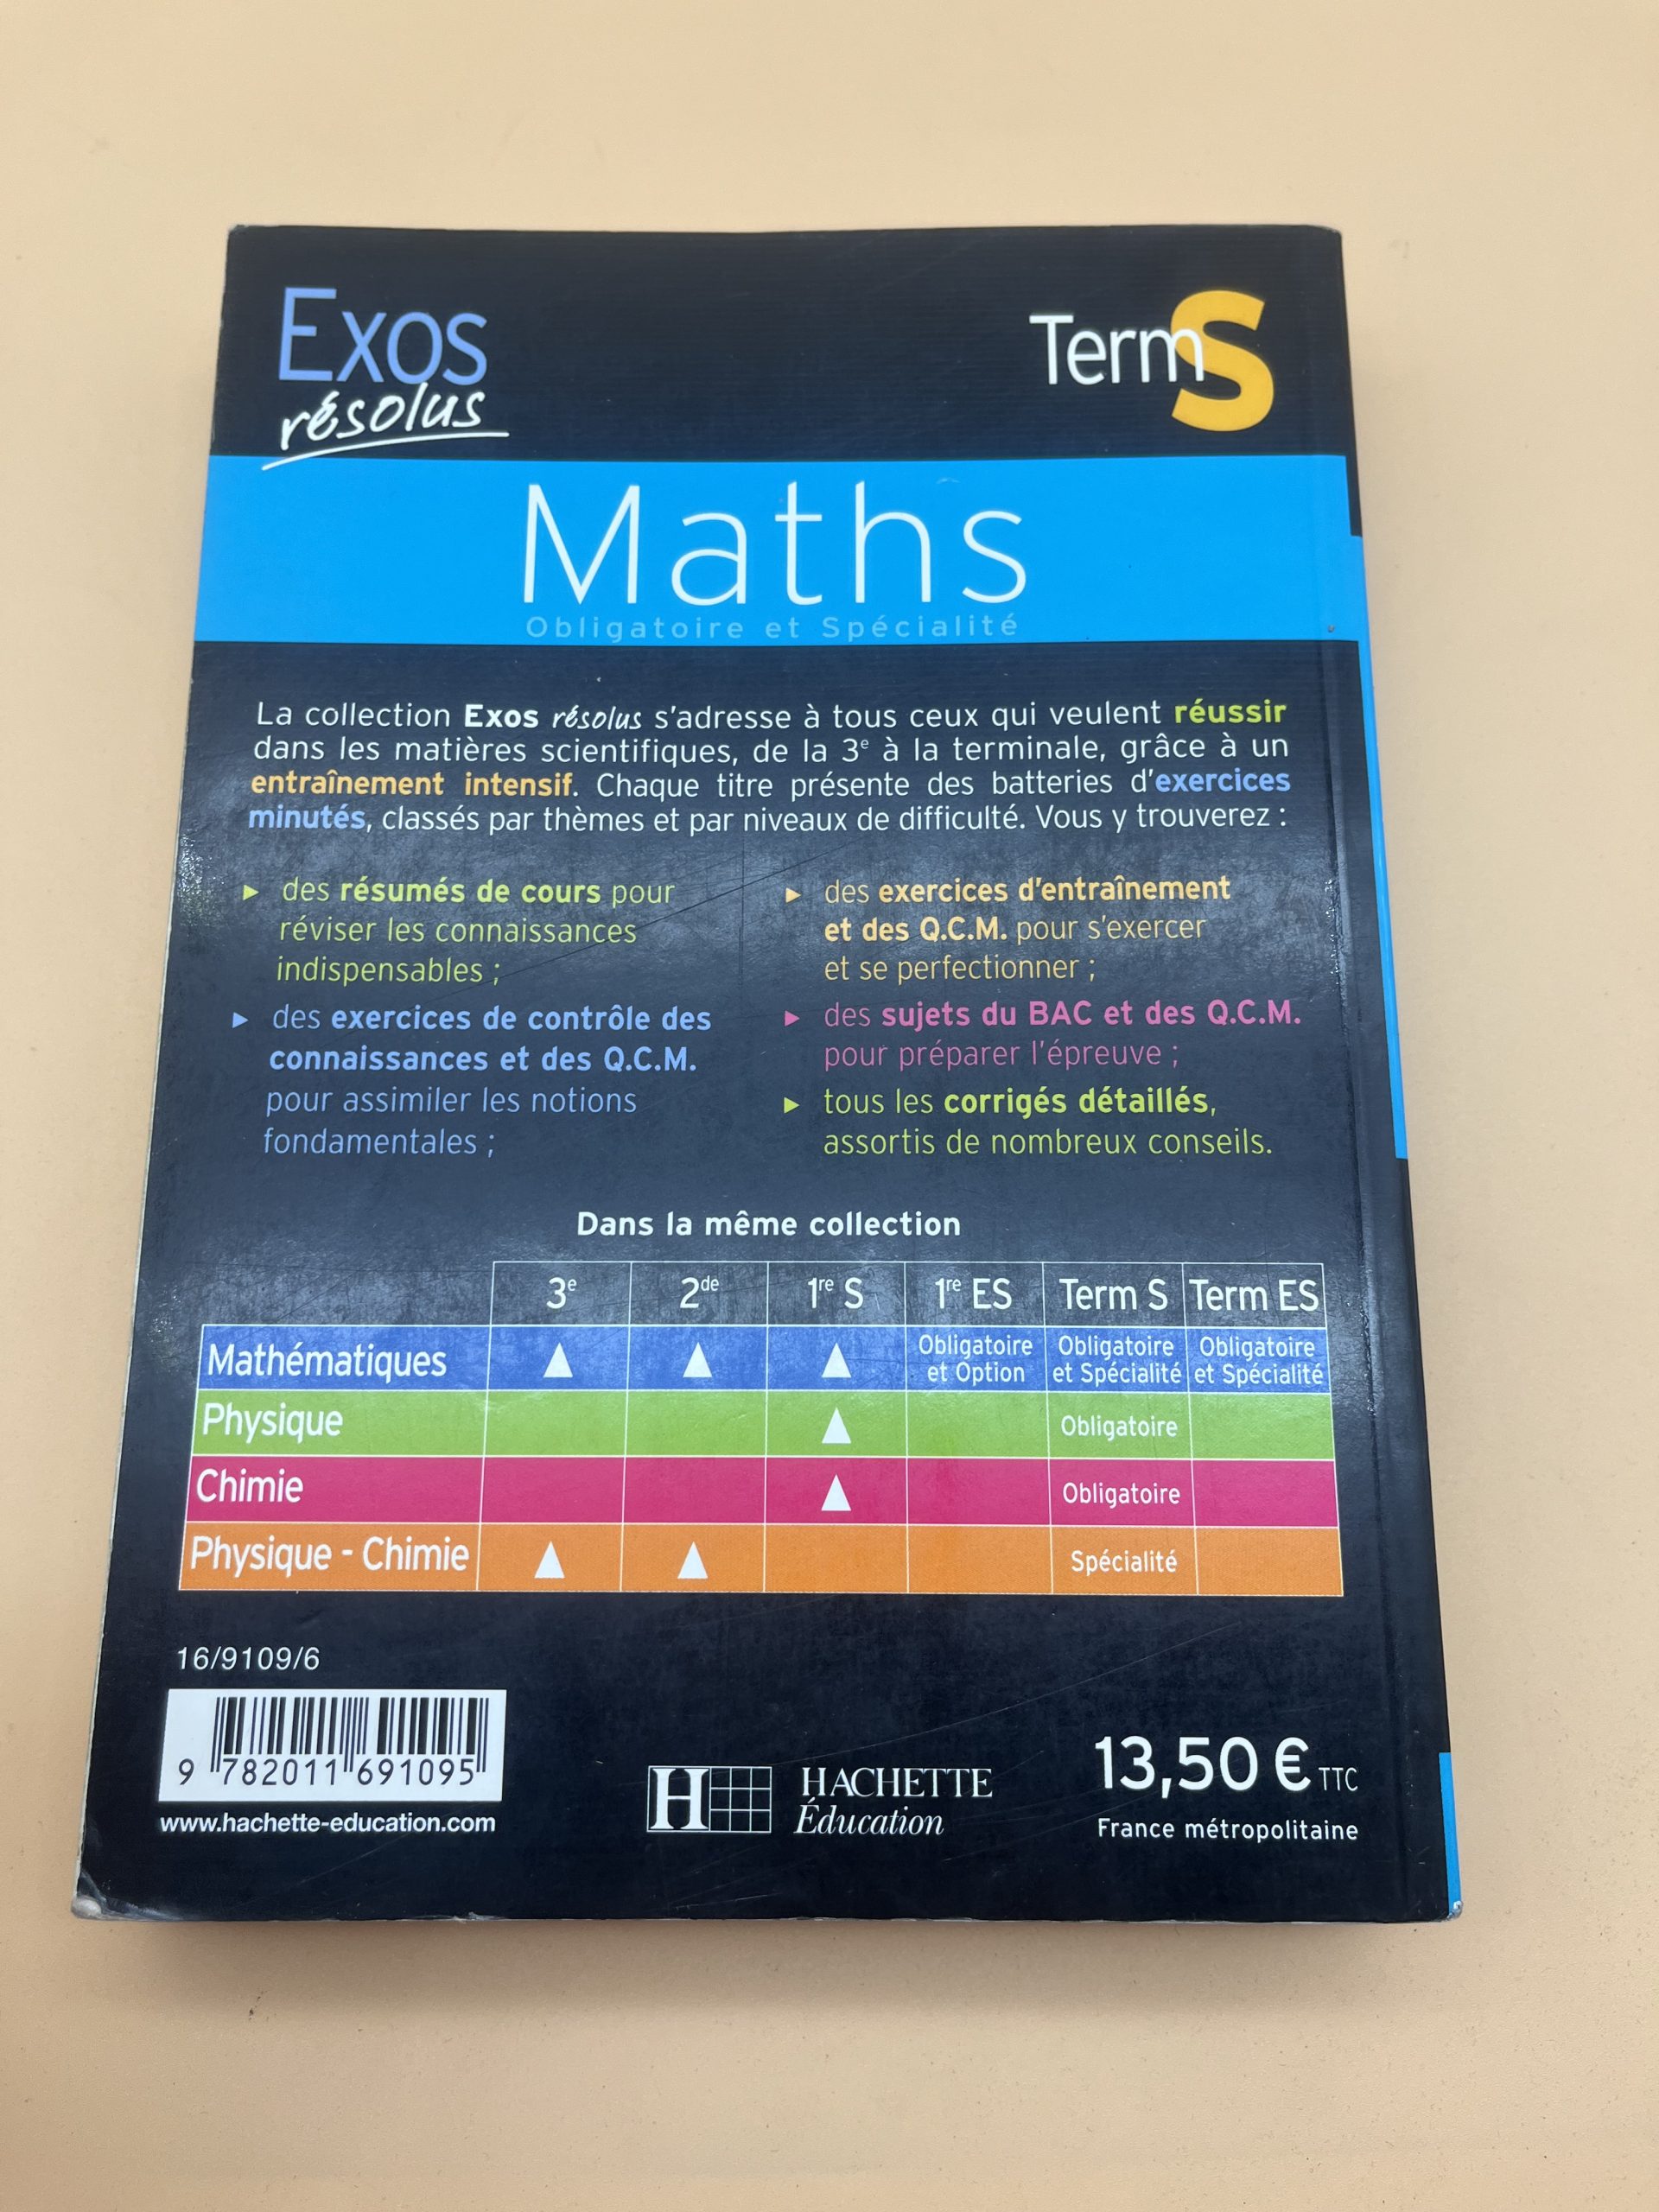 Exos
résolus
Term S
Maths
Obligatoire et Spécialité
La collection Exos résolus s'adresse à tous ceux qui veulent réussir
dans les matières scientifiques, de la 3e à la terminale, grâce à un
entraînement intensif. Chaque titre présente des batteries d'exercices
minutés, classés par thèmes et par niveaux de difficulté. Vous y trouverez :
▶ des résumés de cours pour
réviser les connaissances
indispensables ;
▶ des exercices de contrôle des
connaissances et des Q.C.M.
pour assimiler les notions
fondamentales ;
▶ des exercices d'entraînement
et des Q.C.M. pour s'exercer
et se perfectionner ;
▶ des sujets du BAC et des Q.C.M.
pour préparer l'épreuve ;
▶ tous les corrigés détaillés,
assortis de nombreux conseils.
Dans la même collection
3e 2de 1re S 1re ES Term S Term ES
Mathématiques ▲ ▲ ▲ Obligatoire et Option Obligatoire et Spécialité Obligatoire et Spécialité
Physique ▲ Obligatoire
Chimie ▲ Obligatoire
Physique - Chimie ▲ ▲ Spécialité
16/9109/6
9 782011 691095
www.hachette-education.com
H HACHETTE
Éducation
13,50 € TTC
France métropolitaine